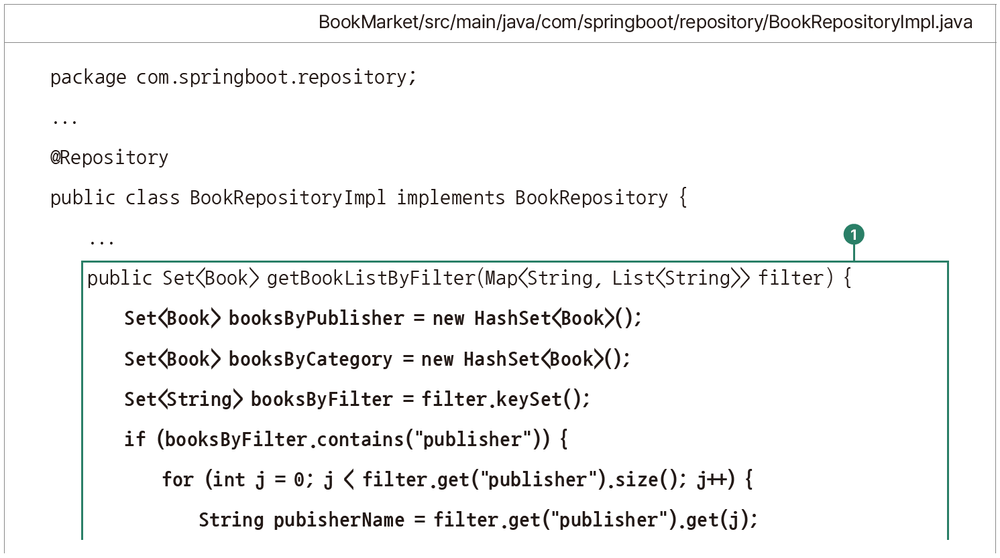 BookMarket/src/main/java/com/springboot/repository/BookRepositoryImpl.java
package com.springboot.repository;
...
@Repository
public class BookRepositoryImpl implements BookRepository {
...
1
public Set<Book> getBookListByFilter(Map<String, List<String>> filter) {
Set<Book> booksByPublisher = new HashSet<Book>();
Set<Book> booksByCategory = new HashSet<Book>();
Set<String> booksByFilter = filter.keySet();
if (booksByFilter.contains("publisher")) {
for (int j = 0; j < filter.get("publisher").size(); j++) {
String pubisherName = filter.get("publisher").get(j);